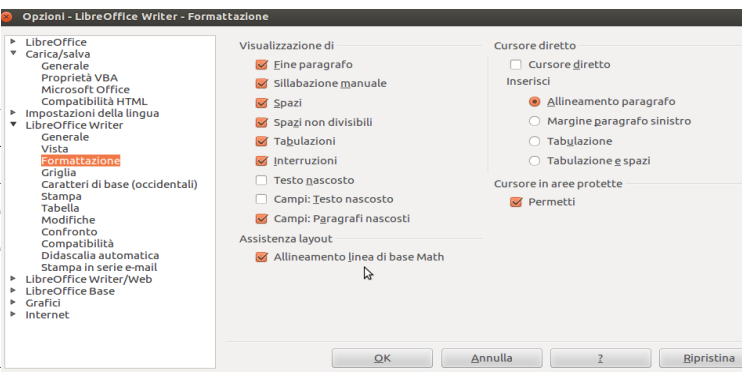 Opzioni - LibreOffice Writer - Formattazione
LibreOffice
Carica/salva
Generale
Proprietà VBA
Microsoft Office
Compatibilità HTML
Impostazioni della lingua
LibreOffice Writer
Generale
Vista
Formattazione
Griglia
Caratteri di base (occidentali)
Stampa
Tabella
Modifiche
Confronto
Compatibilità
Didascalia automatica
Stampa in serie e-mail
LibreOffice Writer/Web
LibreOffice Base
Grafici
Internet
Visualizzazione di
Fine paragrafo
Sillabazione manuale
Spazi
Spazi non divisibili
Tabulazioni
Interruzioni
Testo nascosto
Campi: Testo nascosto
Campi: Paragrafi nascosti
Assistenza layout
Allineamento linea di base Math
Cursore diretto
Cursore diretto
Inserisci
Allineamento paragrafo
Margine paragrafo sinistro
Tabulazione
Tabulazione e spazi
Cursore in aree protette
Permetti
OK
Annulla
?
Ripristina